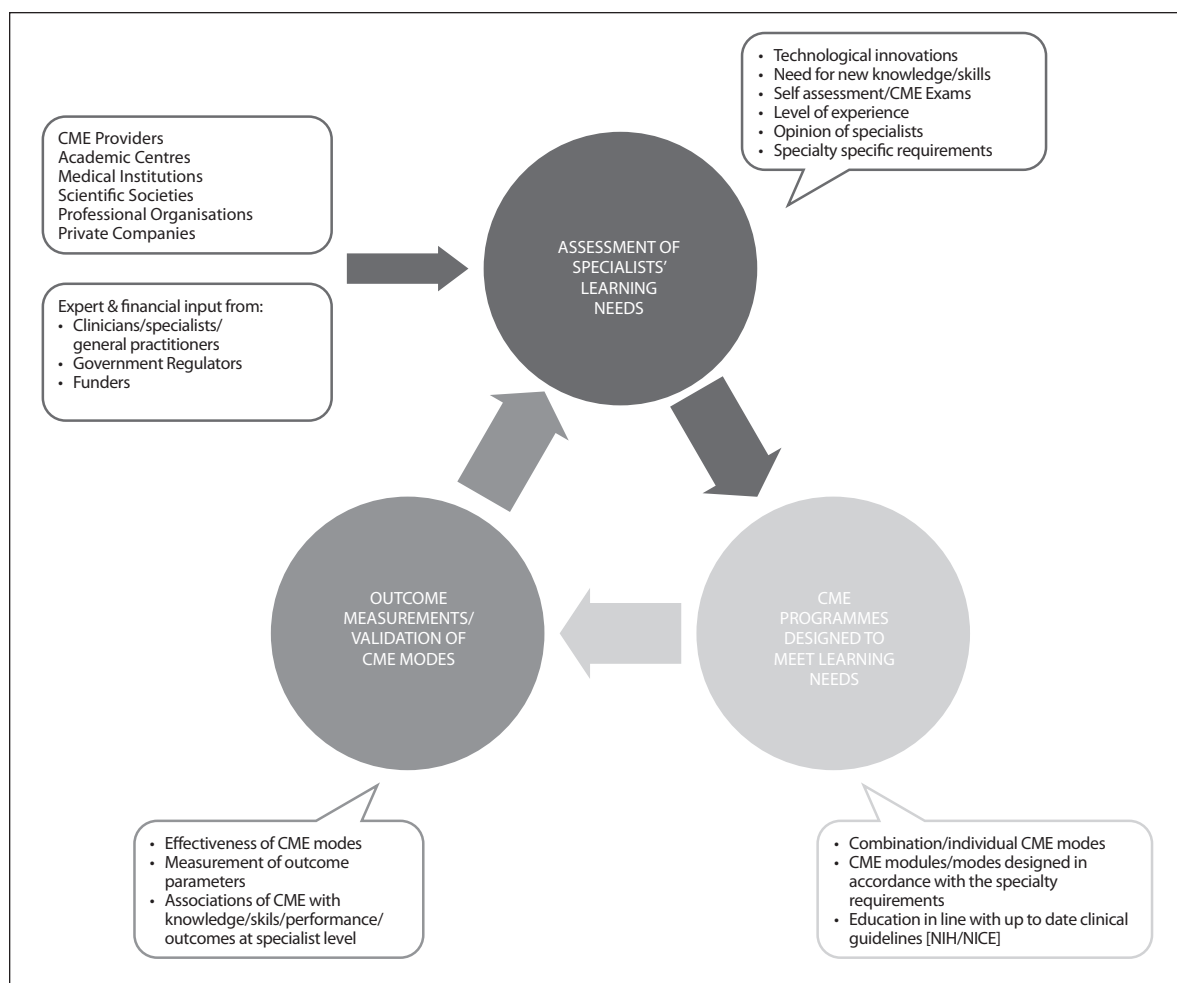 • Technological innovations
• Need for new knowledge/skills
• Self assessment/CME Exams
• Level of experience
• Opinion of specialists
• Specialty specific requirements
CME Providers
Academic Centres
Medical Institutions
Scientific Societies
Professional Organisations
Private Companies
Expert & financial input from:
• Clinicians/specialists/
general practitioners
• Government Regulators
• Funders
ASSESSMENT OF
SPECIALISTS'
LEARNING
NEEDS
OUTCOME
MEASUREMENTS/
VALIDATION OF
CME MODES
CME
PROGRAMMES
DESIGNED TO
MEET LEARNING
NEEDS
• Effectiveness of CME modes
• Measurement of outcome
parameters
• Associations of CME with
knowledge/skils/performance/
outcomes at specialist level
• Combination/individual CME modes
• CME modules/modes designed in
accordance with the specialty
requirements
• Education in line with up to date clinical
guidelines [NIH/NICE]